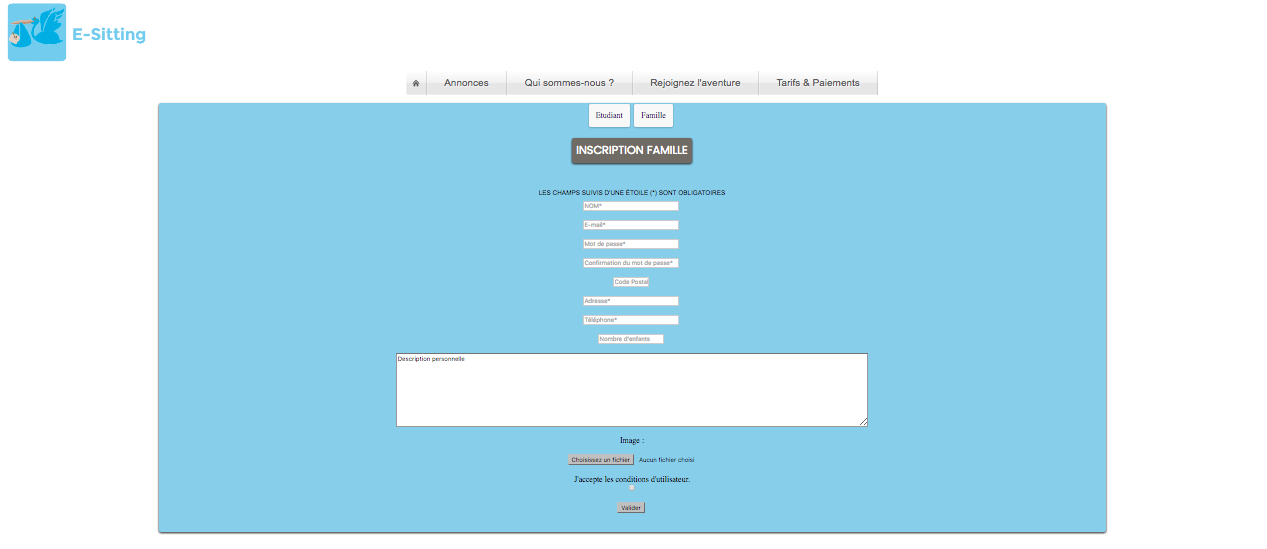 E-Sitting
Annonces Qui sommes-nous ? Rejoignez l'aventure Tarifs & Paiements
Etudiant Famille
INSCRIPTION FAMILLE
LES CHAMPS SUIVIS D'UNE ÉTOILE (*) SONT OBLIGATOIRES
NOM*
E-mail*
Mot de passe*
Confirmation du mot de passe*
Code Postal
Adresse*
Téléphone*
Nombre d'enfants
Description personnelle
Image :
Choisissez un fichier Aucun fichier choisi
J'accepte les conditions d'utilisateur.
Valider